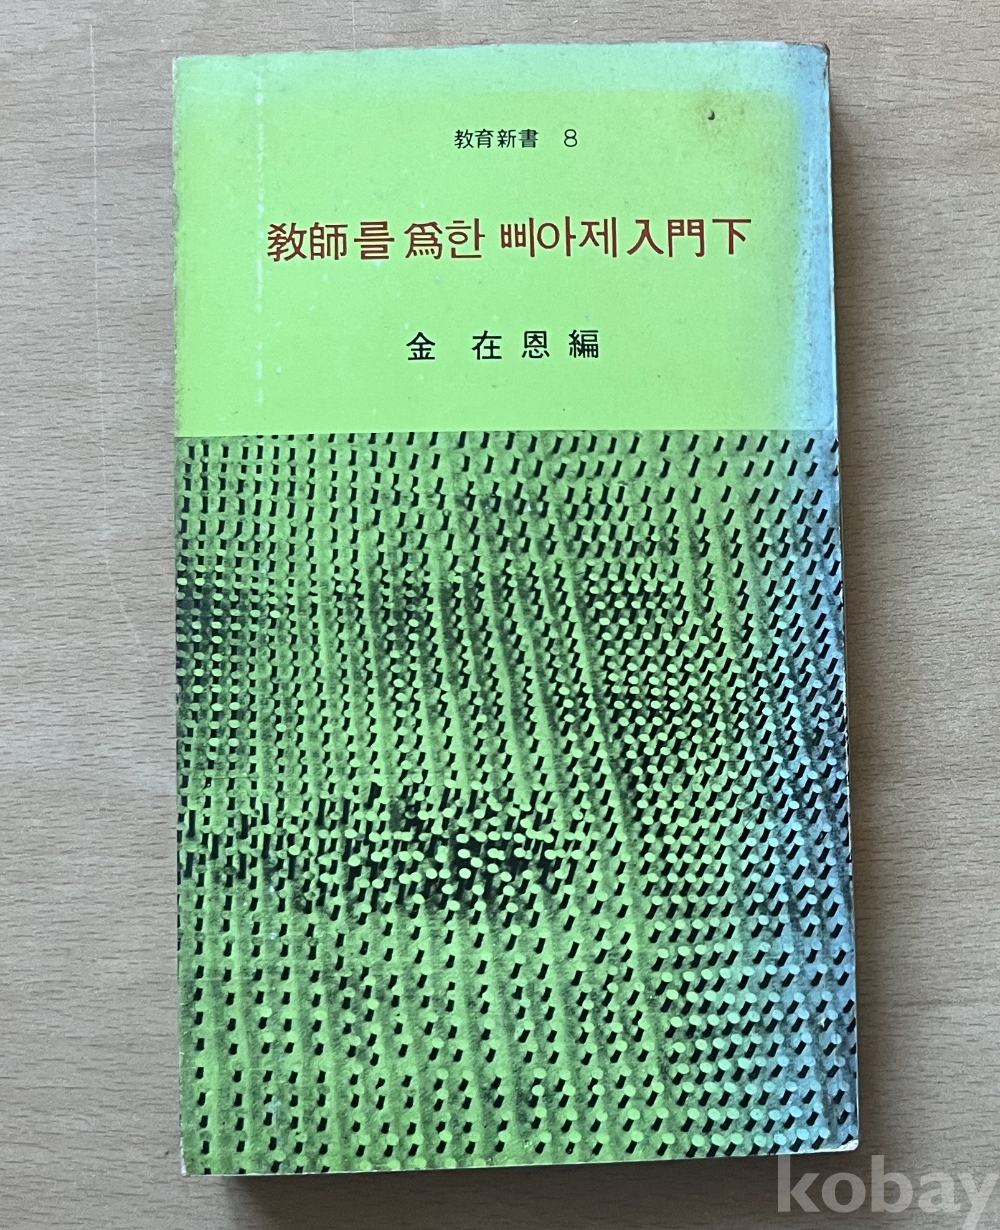 教育新書 8
敎師를 爲한 삐아제 入門 下
金 在 恩 編
kobay